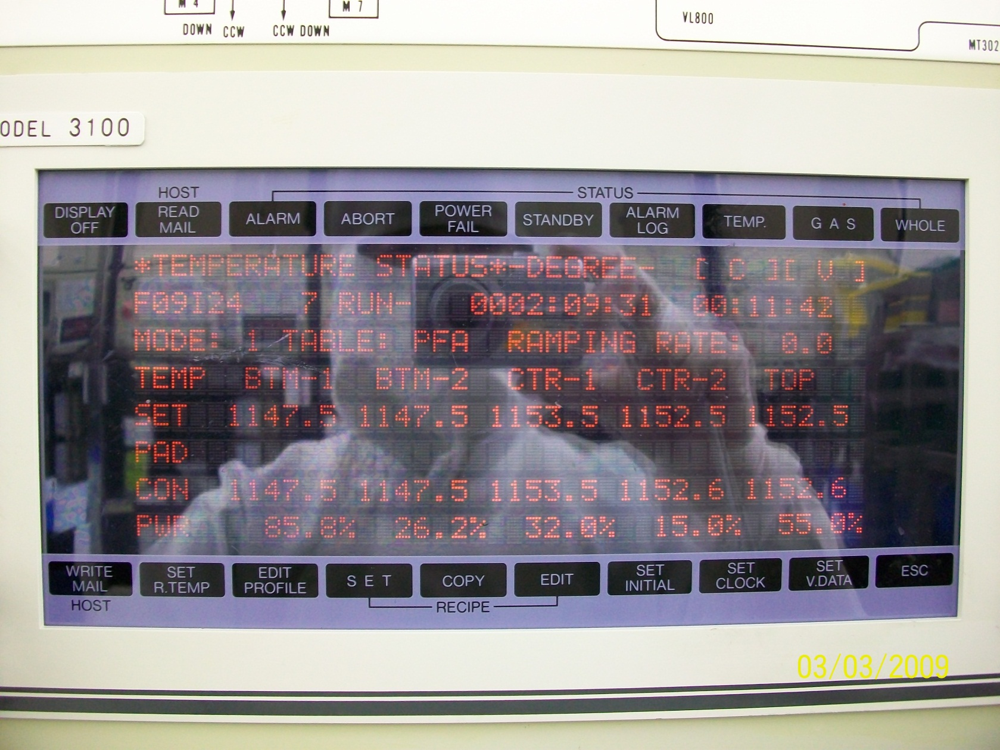 M 4
M 7
DOWN CCW CCW DOWN
VL800
MT302
ODEL 3100
HOST
STATUS
DISPLAY OFF
READ MAIL
ALARM
ABORT
POWER FAIL
STANDBY
ALARM LOG
TEMP.
G A S
WHOLE
*TEMPERATURE STATUS*-DEGREE- [ C ][ V ]
F09I24 7 RUN- 0002:09:31 00:11:42
MODE: 1 TABLE: PFA RAMPING RATE: 0.0
TEMP BTM-1 BTM-2 CTR-1 CTR-2 TOP
SET 1147.5 1147.5 1153.5 1152.5 1152.5
PAD
CON 1147.5 1147.5 1153.5 1152.6 1152.6
PWR 85.8% 26.2% 32.0% 15.0% 55.0%
WRITE MAIL
SET R.TEMP
EDIT PROFILE
S E T
COPY
EDIT
SET INITIAL
SET CLOCK
SET V.DATA
ESC
HOST
RECIPE
03/03/2009